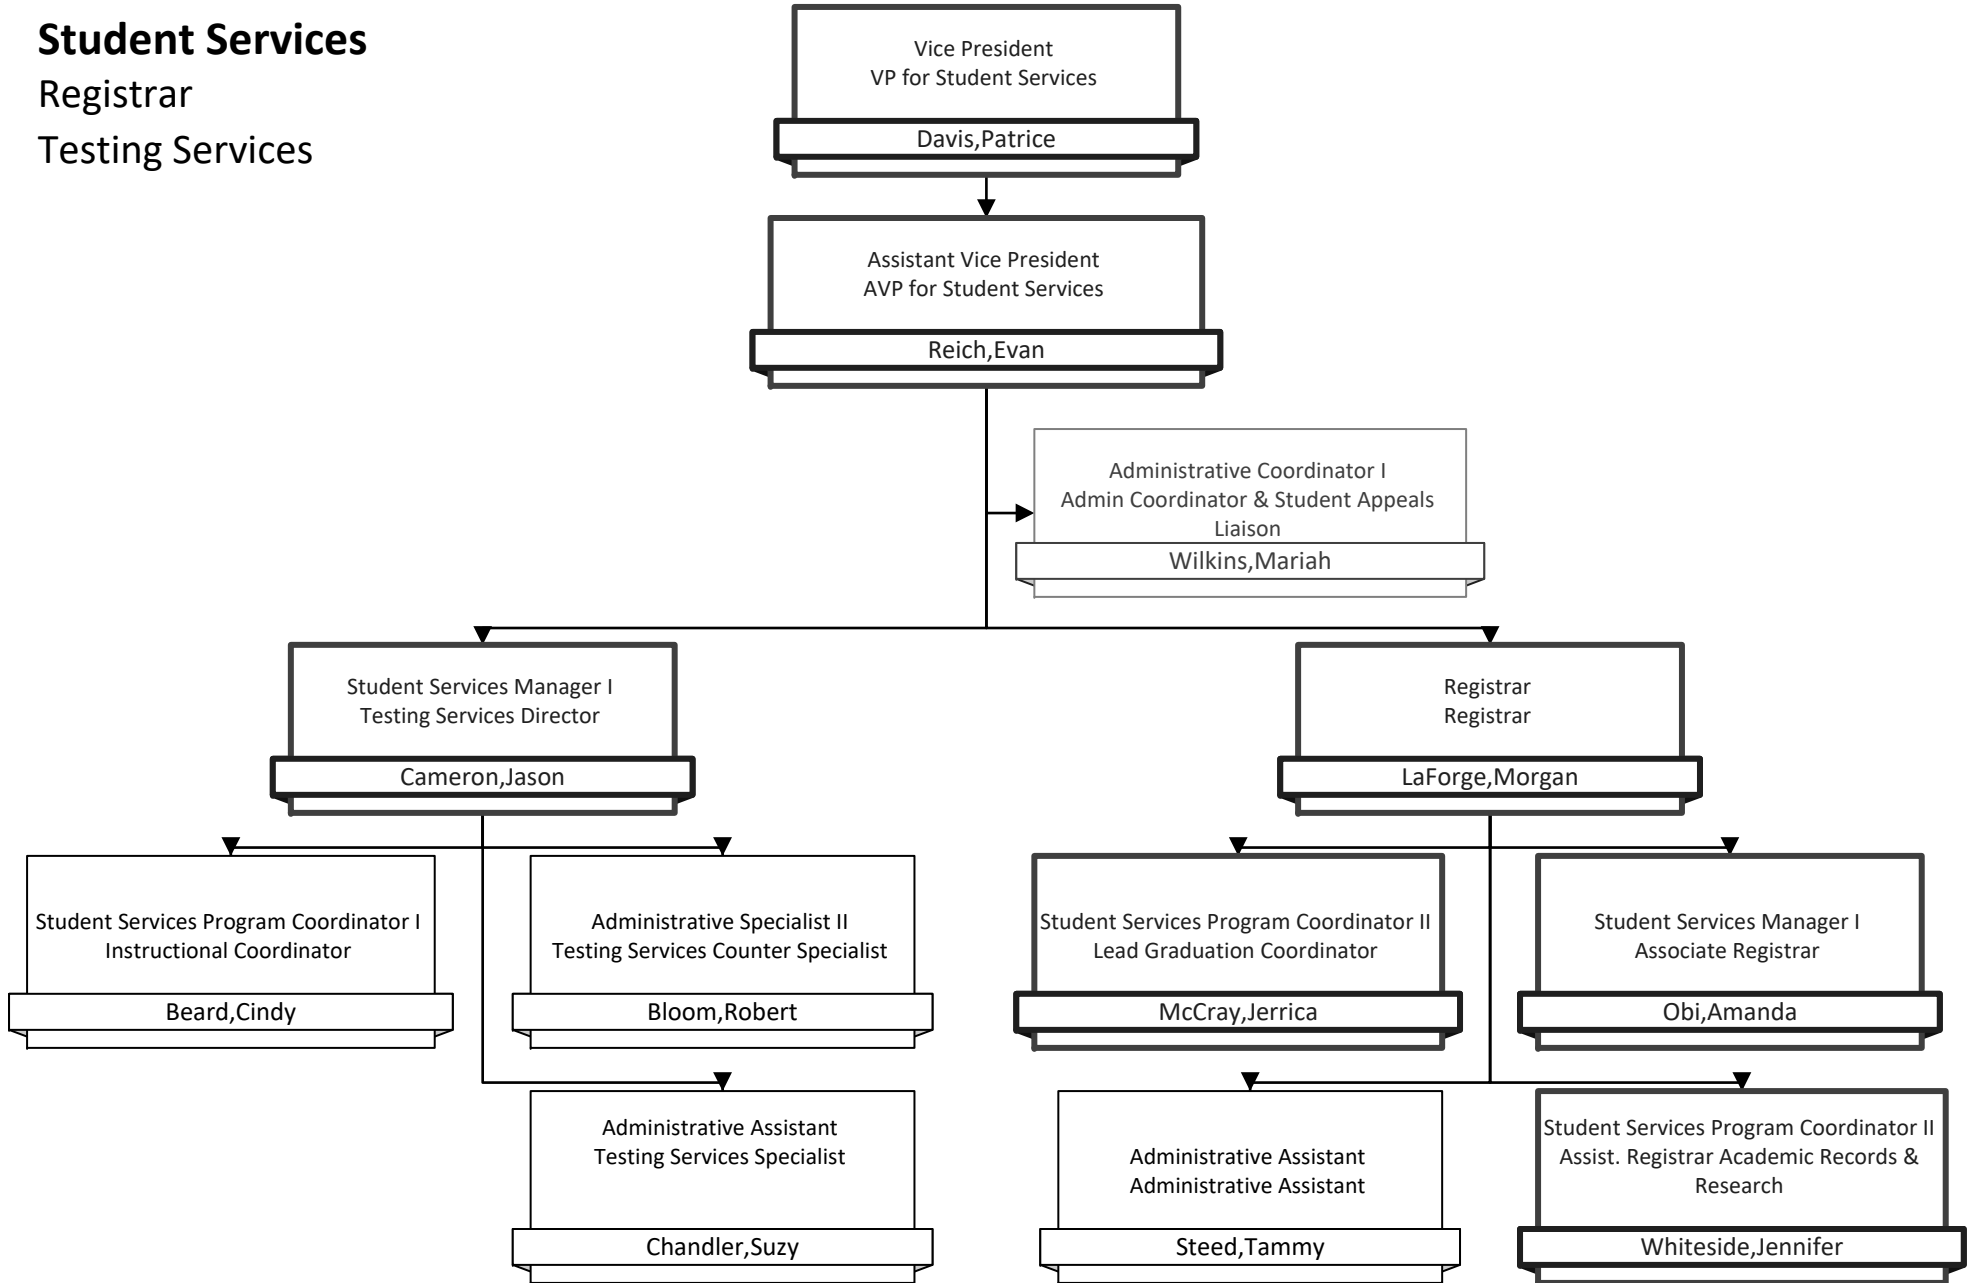 Student Services
Registrar
Testing Services
Vice President
VP for Student Services
Davis,Patrice
Assistant Vice President
AVP for Student Services
Reich,Evan
Administrative Coordinator I
Admin Coordinator & Student Appeals
Liaison
Wilkins,Mariah
Student Services Manager I
Testing Services Director
Cameron,Jason
Registrar
Registrar
LaForge,Morgan
Student Services Program Coordinator I
Instructional Coordinator
Beard,Cindy
Administrative Specialist II
Testing Services Counter Specialist
Bloom,Robert
Student Services Program Coordinator II
Lead Graduation Coordinator
McCray,Jerrica
Student Services Manager I
Associate Registrar
Obi,Amanda
Administrative Assistant
Testing Services Specialist
Chandler,Suzy
Administrative Assistant
Administrative Assistant
Steed,Tammy
Student Services Program Coordinator II
Assist. Registrar Academic Records &
Research
Whiteside,Jennifer